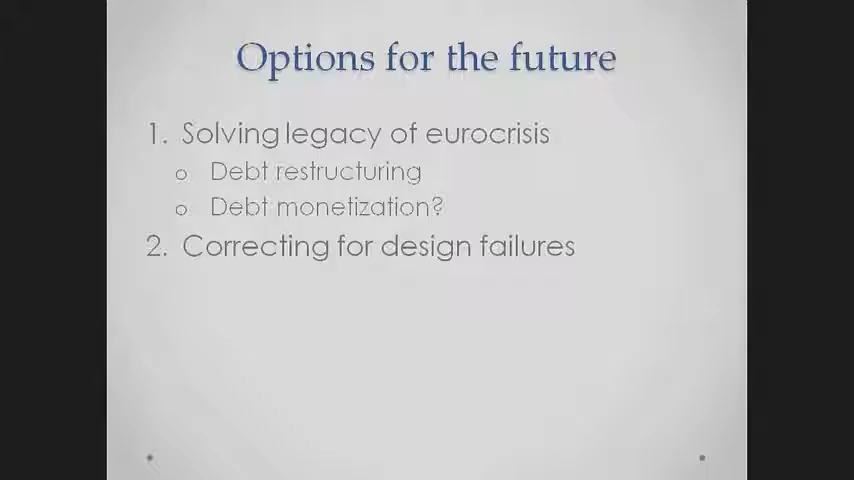 Options for the future
1. Solving legacy of eurocrisis
o Debt restructuring
o Debt monetization?
2. Correcting for design failures